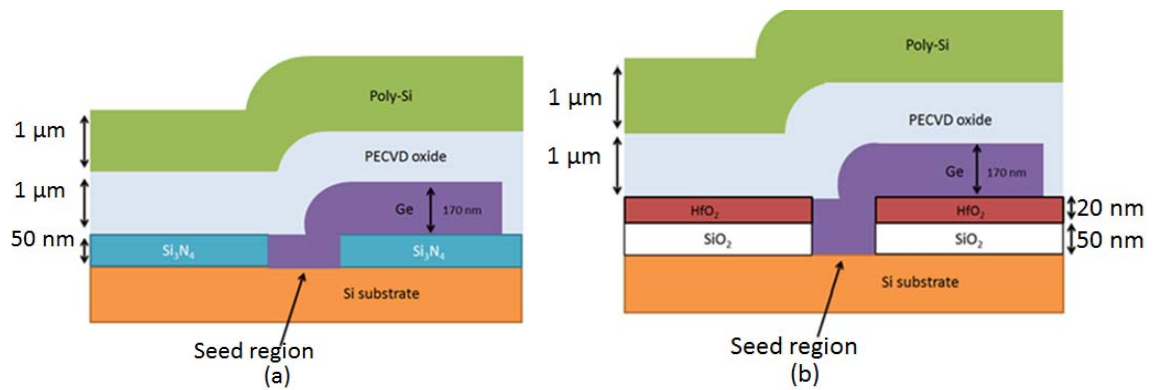 Poly-Si
1 μm
PECVD oxide
1 μm
Ge
170 nm
50 nm
Si₃N₄
Si₃N₄
Si substrate
Seed region
(a)
Poly-Si
1 μm
PECVD oxide
1 μm
Ge
170 nm
HfO₂
HfO₂
20 nm
SiO₂
SiO₂
50 nm
Si substrate
Seed region
(b)